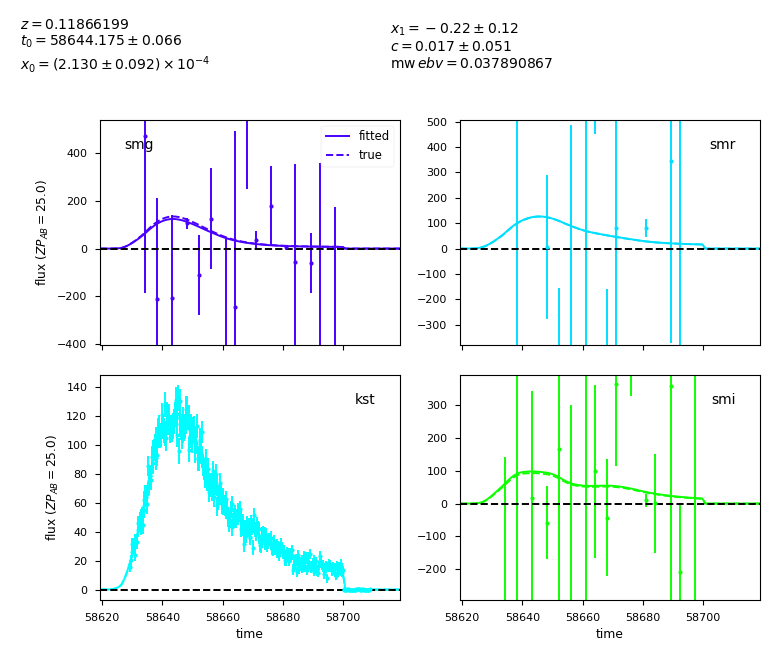 z = 0.11866199
t₀ = 58644.175 ± 0.066
x₀ = (2.130 ± 0.092) × 10⁻⁴
x₁ = −0.22 ± 0.12
c = 0.017 ± 0.051
mw ebv = 0.037890867
smg
fitted
true
400
200
0
−200
−400
flux (ZP_AB = 25.0)
smr
500
400
300
200
100
0
−100
−200
−300
kst
140
120
100
80
60
40
20
0
flux (ZP_AB = 25.0)
58620 58640 58660 58680 58700
time
smi
300
200
100
0
−100
−200
58620 58640 58660 58680 58700
time